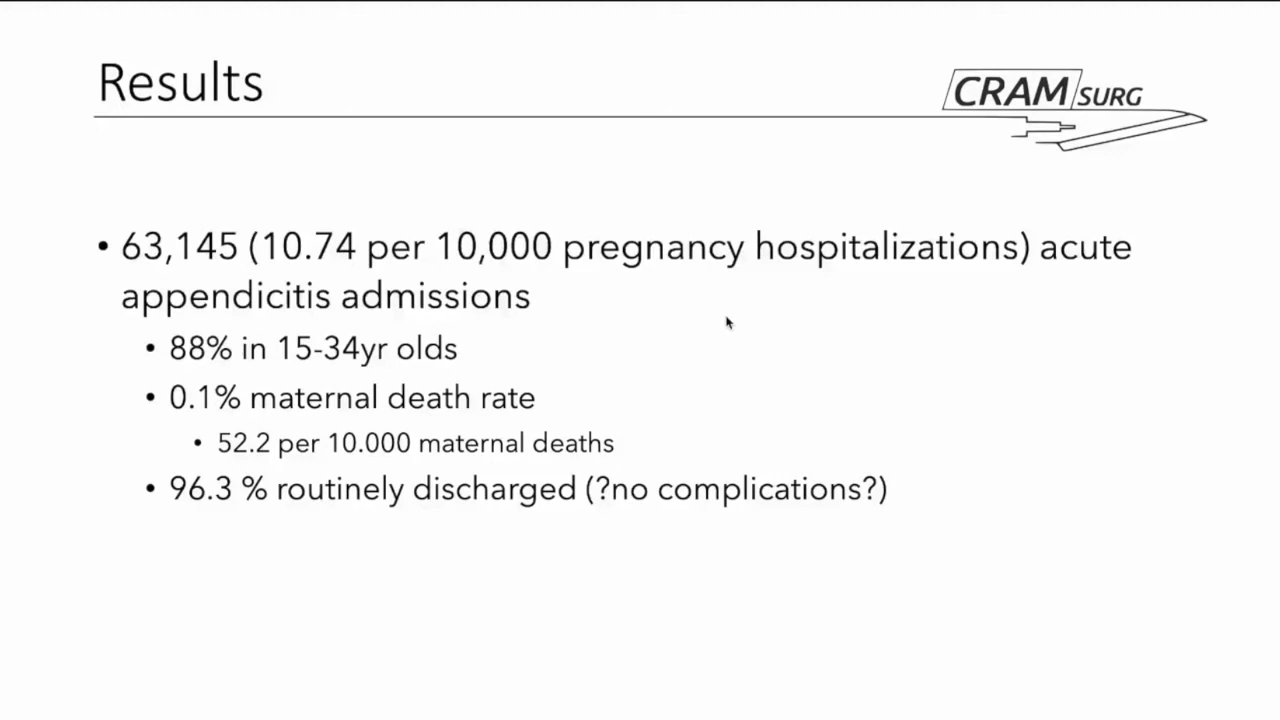 Results
CRAM SURG
• 63,145 (10.74 per 10,000 pregnancy hospitalizations) acute
appendicitis admissions
• 88% in 15-34yr olds
• 0.1% maternal death rate
• 52.2 per 10.000 maternal deaths
• 96.3 % routinely discharged (?no complications?)